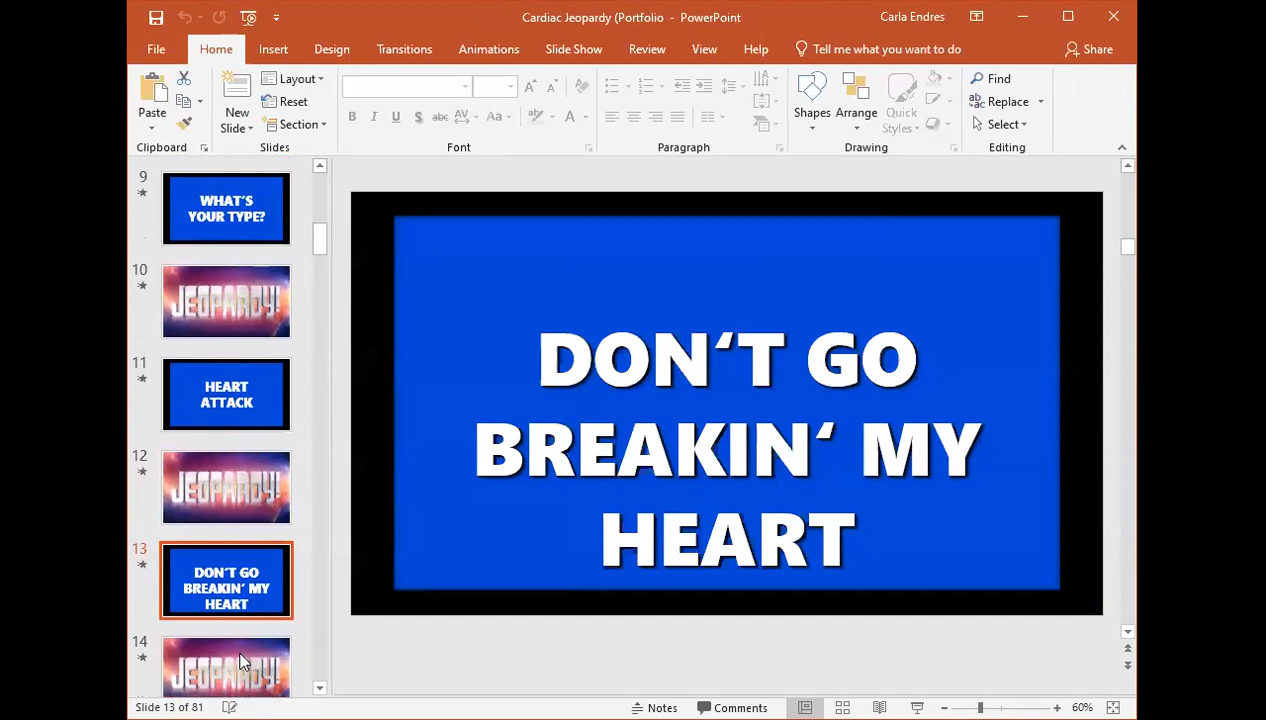 Cardiac Jeopardy (Portfolio - PowerPoint
Carla Endres
File Home Insert Design Transitions Animations Slide Show Review View Help Tell me what you want to do Share
Paste
Clipboard
New
Slide
Layout
Reset
Section
Slides
B I U S abc AV Aa A
Font
Paragraph
Shapes
Arrange
Quick
Styles
Drawing
Find
Replace
Select
Editing
9
WHAT'S
YOUR TYPE?
10
JEOPARDY!
11
HEART
ATTACK
12
JEOPARDY!
13
DON‘T GO
BREAKIN‘ MY
HEART
14
JEOPARDY!
DON‘T GO
BREAKIN‘ MY
HEART
Slide 13 of 81
Notes
Comments
60%